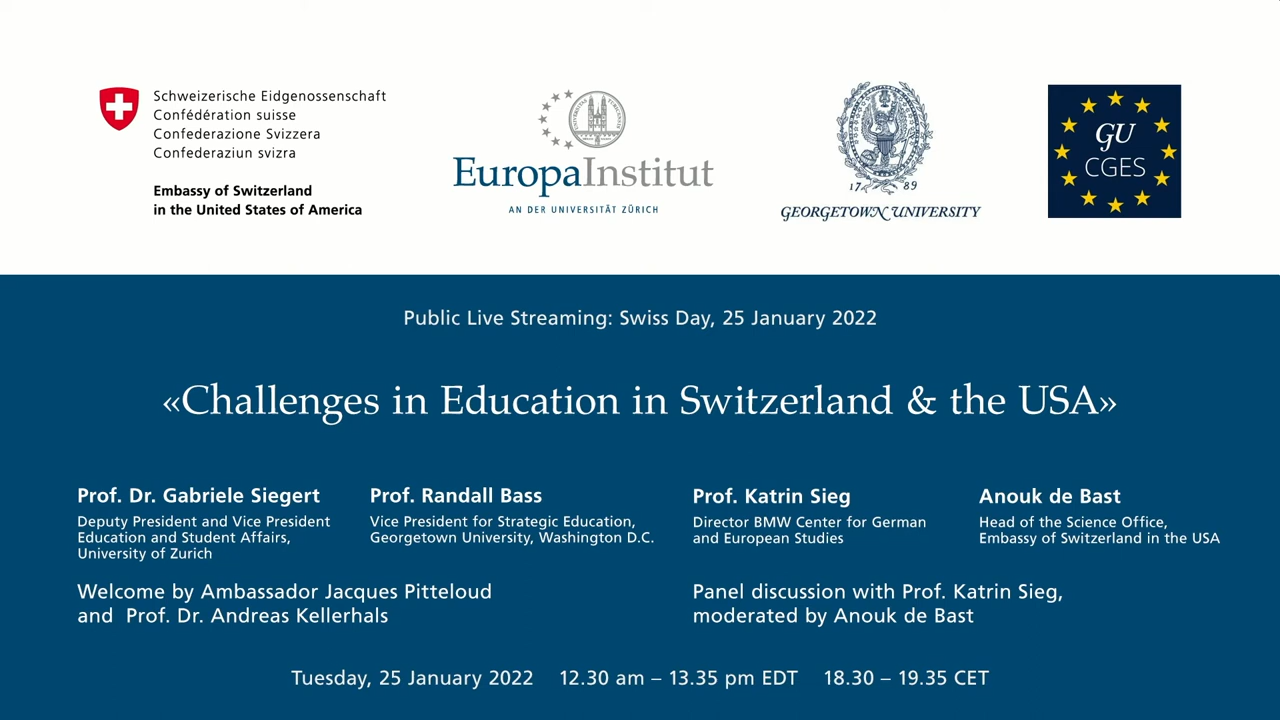 Schweizerische Eidgenossenschaft
Confédération suisse
Confederazione Svizzera
Confederaziun svizra
Embassy of Switzerland
in the United States of America
EuropaInstitut
AN DER UNIVERSITÄT ZÜRICH
17 89
GEORGETOWN UNIVERSITY
GU
CGES
Public Live Streaming: Swiss Day, 25 January 2022
«Challenges in Education in Switzerland & the USA»
Prof. Dr. Gabriele Siegert
Deputy President and Vice President
Education and Student Affairs,
University of Zurich
Prof. Randall Bass
Vice President for Strategic Education,
Georgetown University, Washington D.C.
Prof. Katrin Sieg
Director BMW Center for German
and European Studies
Anouk de Bast
Head of the Science Office,
Embassy of Switzerland in the USA
Welcome by Ambassador Jacques Pitteloud
and Prof. Dr. Andreas Kellerhals
Panel discussion with Prof. Katrin Sieg,
moderated by Anouk de Bast
Tuesday, 25 January 2022 12.30 am – 13.35 pm EDT 18.30 – 19.35 CET